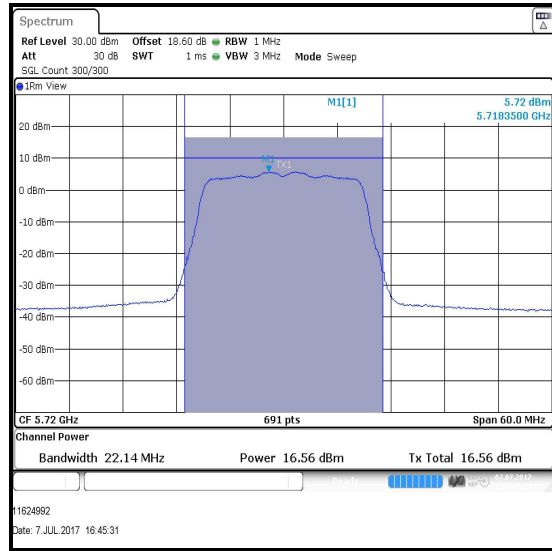 Spectrum
Ref Level 30.00 dBm Offset 18.60 dB RBW 1 MHz
Att 30 dB SWT 1 ms VBW 3 MHz Mode Sweep
SGL Count 300/300
1Rm View
M1[1] 5.72 dBm
5.7183500 GHz
20 dBm
10 dBm
M1
Tx1
0 dBm
-10 dBm
-20 dBm
-30 dBm
-40 dBm
-50 dBm
-60 dBm
CF 5.72 GHz 691 pts Span 60.0 MHz
Channel Power
Bandwidth 22.14 MHz Power 16.56 dBm Tx Total 16.56 dBm
Ready 07.07.2017
11624992
Date: 7.JUL.2017 16:45:31